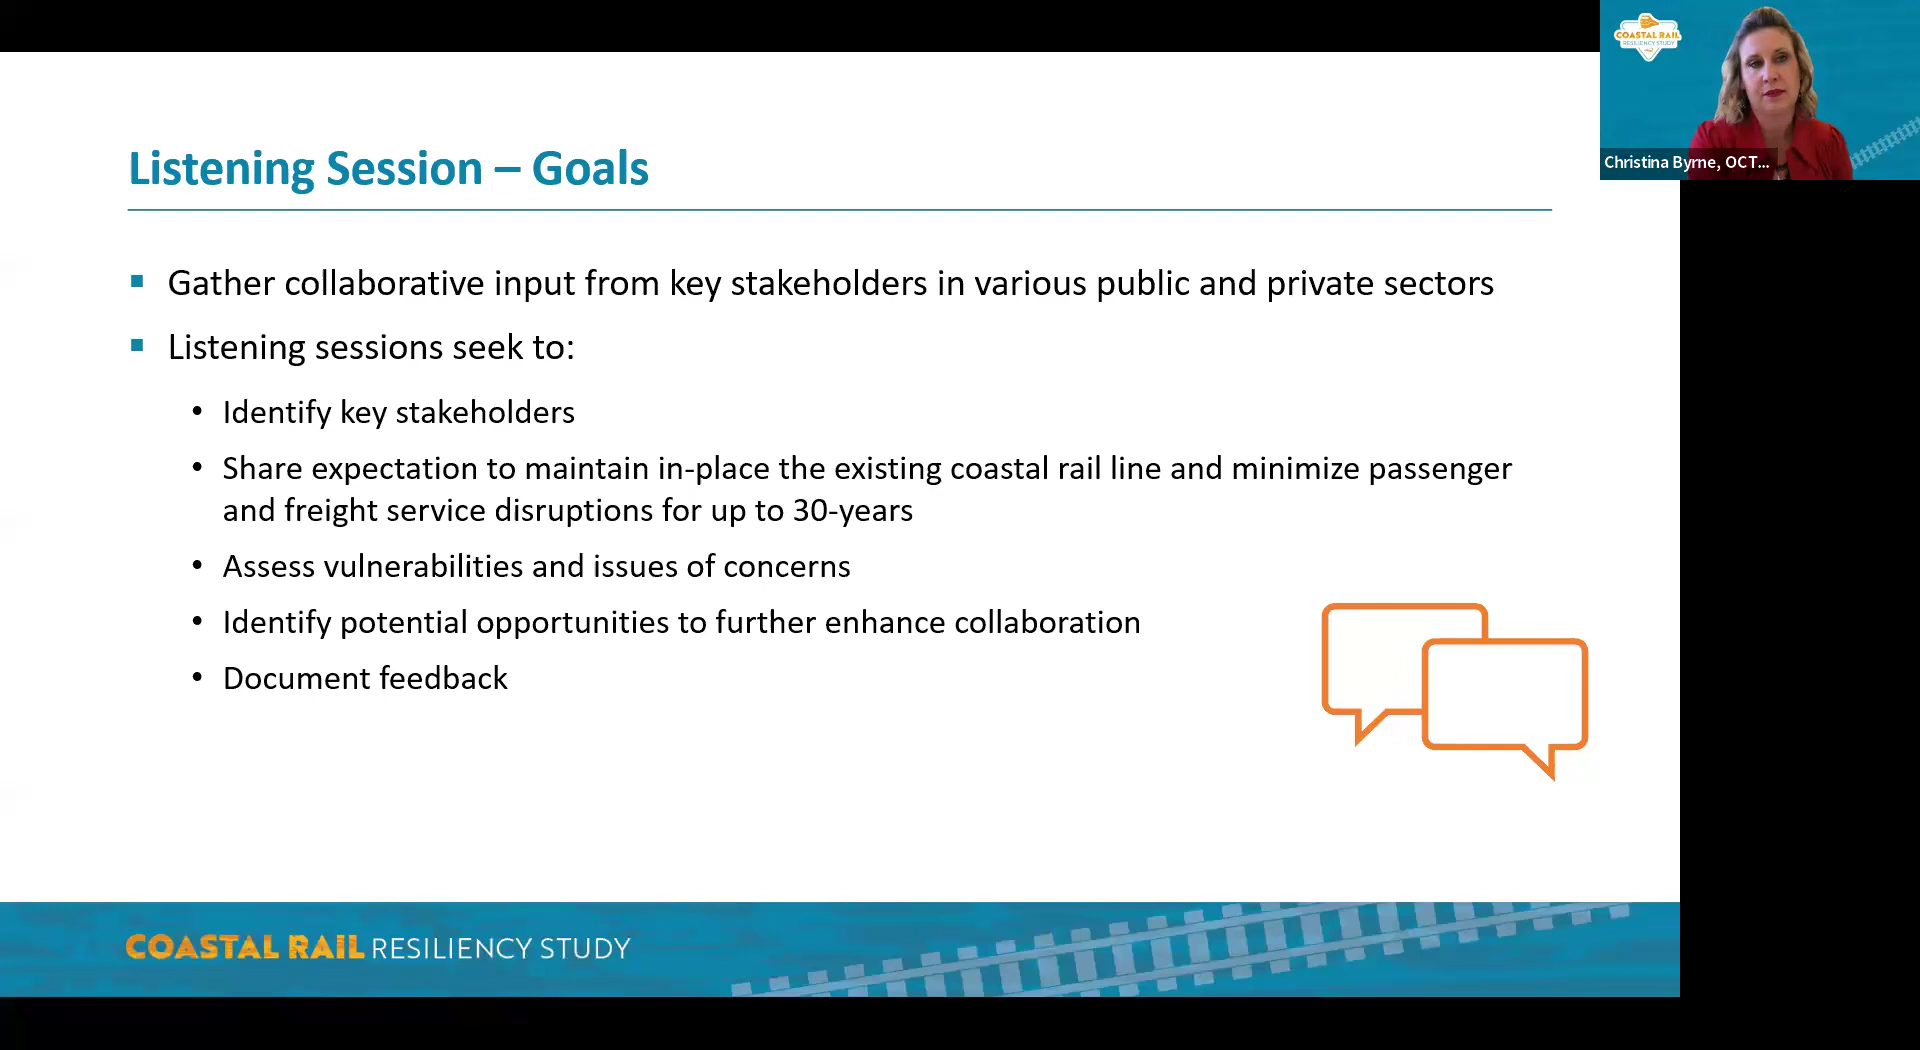 COASTAL RAIL
RESILIENCY STUDY
Christina Byrne, OCT...
Listening Session – Goals
Gather collaborative input from key stakeholders in various public and private sectors
Listening sessions seek to:
Identify key stakeholders
Share expectation to maintain in-place the existing coastal rail line and minimize passenger
and freight service disruptions for up to 30-years
Assess vulnerabilities and issues of concerns
Identify potential opportunities to further enhance collaboration
Document feedback
COASTAL RAIL RESILIENCY STUDY